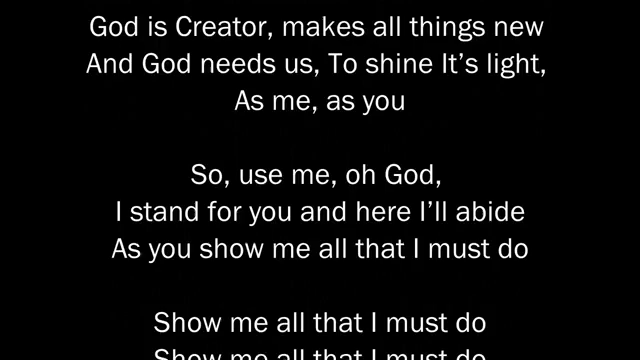 God is Creator, makes all things new
And God needs us, To shine It’s light,
As me, as you
So, use me, oh God,
I stand for you and here I’ll abide
As you show me all that I must do
Show me all that I must do
Show me all that I must do